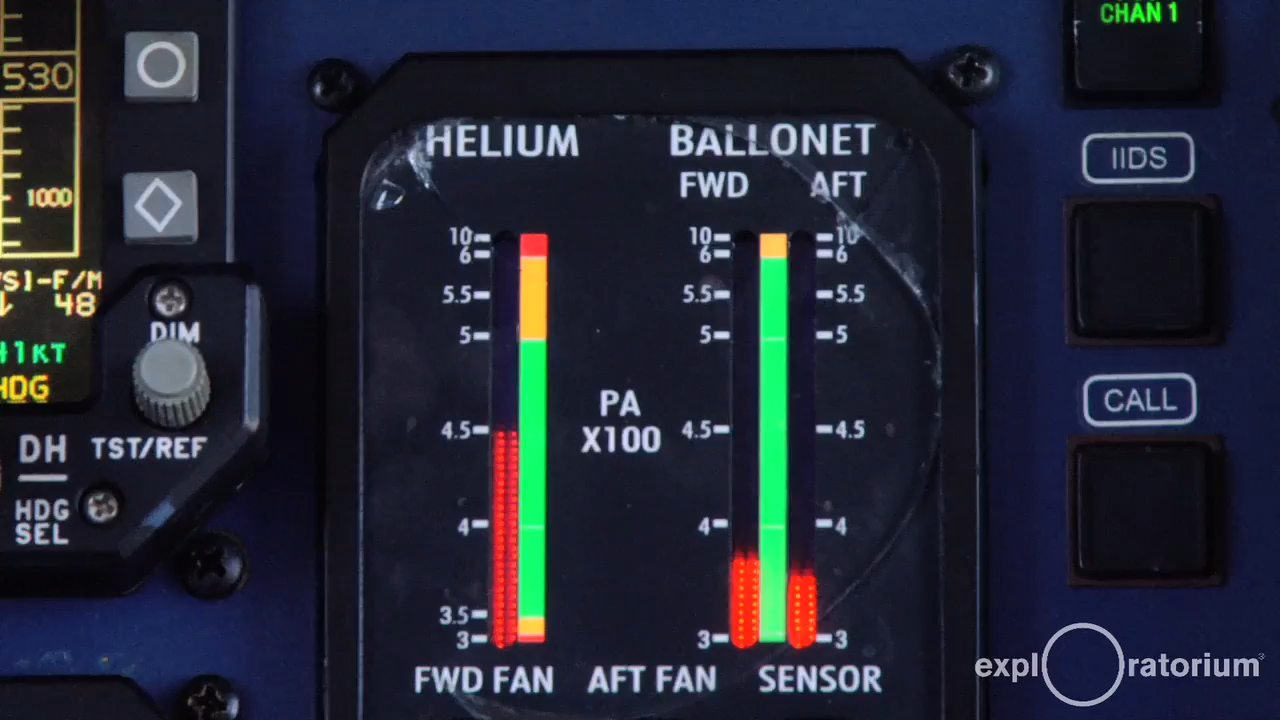 CHAN 1
530
1000
48
1KT
HDG
DIM
DH
TST/REF
HDG
SEL
HELIUM
BALLONET
FWD AFT
10
6
5.5
5
4.5
4
3.5
3
PA
X100
10 10
6 6
5.5 5.5
5 5
4.5 4.5
4 4
3 3
FWD FAN AFT FAN SENSOR
IIDS
CALL
exploratorium